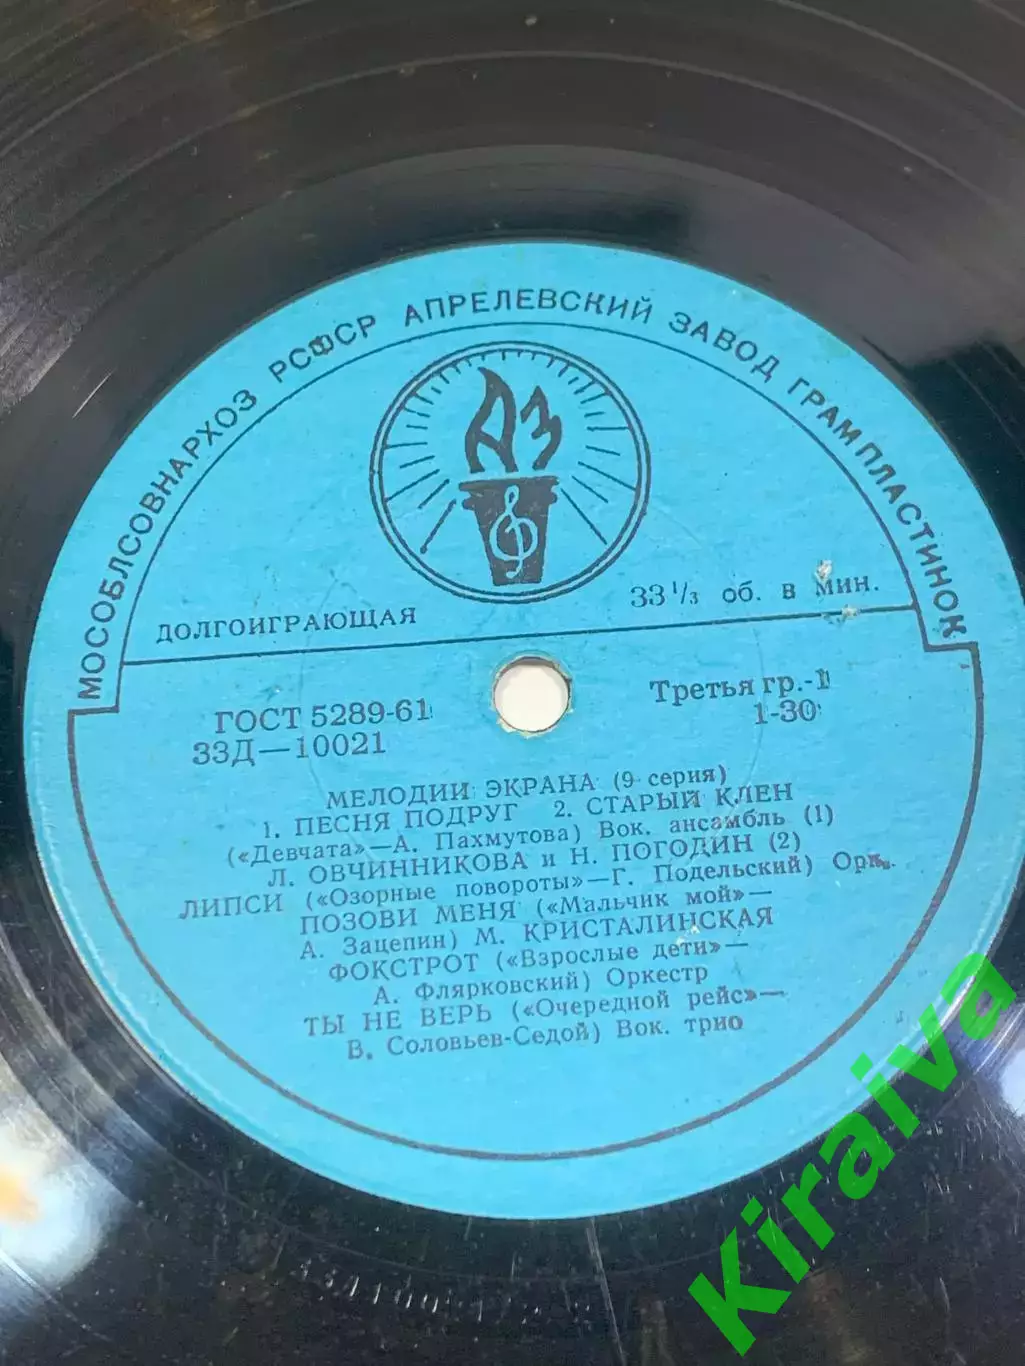 МОСОБЛСОВНАРХОЗ РСФСР АПРЕЛЕВСКИЙ ЗАВОД ГРАМПЛАСТИНОК
АЗ
ДОЛГОИГРАЮЩАЯ
33 1/3 об. в мин.
ГОСТ 5289-61
33Д—10021
Третья гр.-1
1-30
МЕЛОДИИ ЭКРАНА (9 серия)
1. ПЕСНЯ ПОДРУГ 2. СТАРЫЙ КЛЕН
(«Девчата»—А. Пахмутова) Вок. ансамбль (1)
Л. ОВЧИННИКОВА и Н. ПОГОДИН (2)
ЛИПСИ («Озорные повороты»—Г. Подельский) Орк.
ПОЗОВИ МЕНЯ («Мальчик мой»—
А. Зацепин) М. КРИСТАЛИНСКАЯ
ФОКСТРОТ («Взрослые дети»—
А. Флярковский) Оркестр
ТЫ НЕ ВЕРЬ («Очередной рейс»—
В. Соловьев-Седой) Вок. трио
Kiraiva